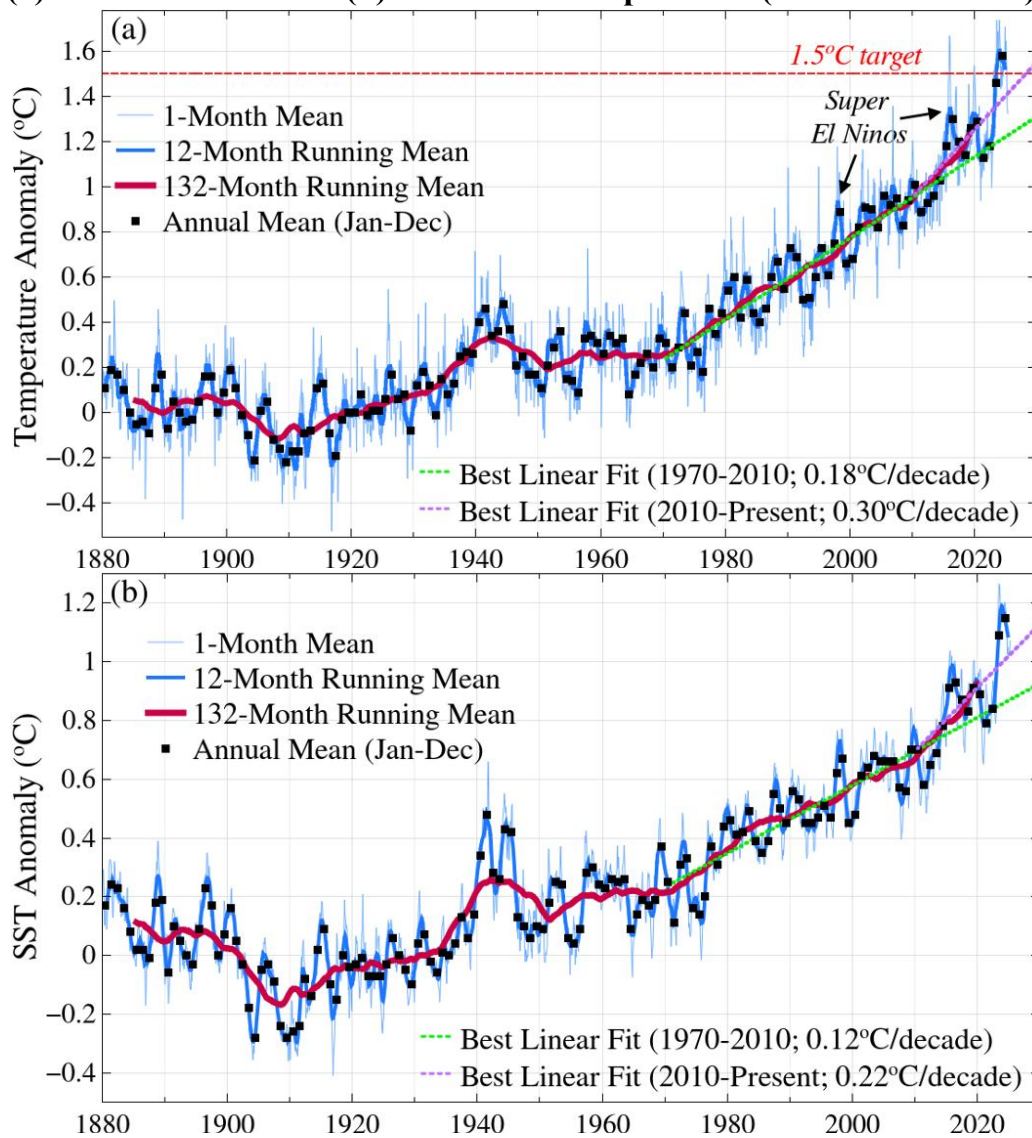 (a)
1.6
1.5°C target
1.4
1-Month Mean
Super
El Ninos
1.2
12-Month Running Mean
1
132-Month Running Mean
0.8
Annual Mean (Jan-Dec)
0.6
0.4
0.2
0
−0.2
−0.4
Temperature Anomaly (°C)
Best Linear Fit (1970-2010; 0.18°C/decade)
Best Linear Fit (2010-Present; 0.30°C/decade)
1880 1900 1920 1940 1960 1980 2000 2020
(b)
1.2
1-Month Mean
1
12-Month Running Mean
132-Month Running Mean
0.8
Annual Mean (Jan-Dec)
0.6
0.4
0.2
0
−0.2
−0.4
SST Anomaly (°C)
Best Linear Fit (1970-2010; 0.12°C/decade)
Best Linear Fit (2010-Present; 0.22°C/decade)
1880 1900 1920 1940 1960 1980 2000 2020